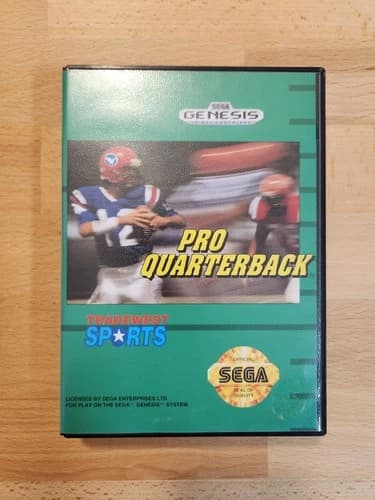 SEGA
GENESIS
12
PRO
QUARTERBACK
TRADEWEST
SPORTS
OFFICIAL
SEGA
SEAL OF
QUALITY
LICENSED BY SEGA ENTERPRISES LTD.
FOR PLAY ON THE SEGA™ GENESIS™ SYSTEM